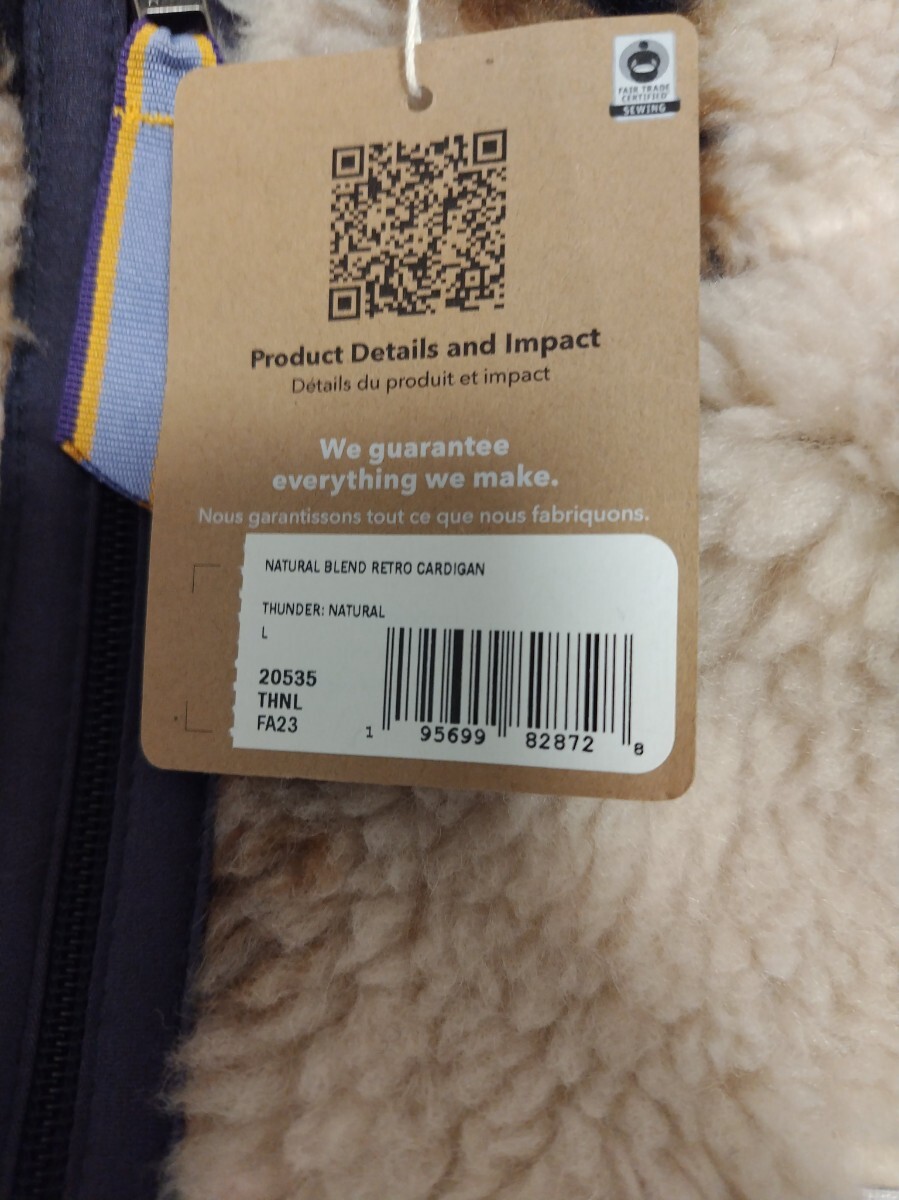 FAIR TRADE
CERTIFIED
SEWING
Product Details and Impact
Détails du produit et impact
We guarantee
everything we make.
Nous garantissons tout ce que nous fabriquons.
NATURAL BLEND RETRO CARDIGAN
THUNDER: NATURAL
L
20535
THNL
FA23
1 95699 82872 8